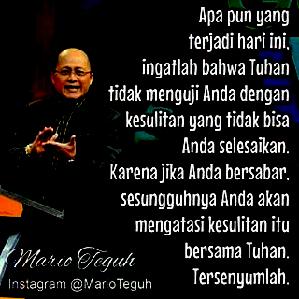 Apa pun yang
terjadi hari ini,
ingatlah bahwa Tuhan
tidak menguji Anda dengan
kesulitan yang tidak bisa
Anda selesaikan.
Karena jika Anda bersabar,
sesungguhnya Anda akan
mengatasi kesulitan itu
bersama Tuhan.
Tersenyumlah.
Mario Teguh
Instagram @MarioTeguh